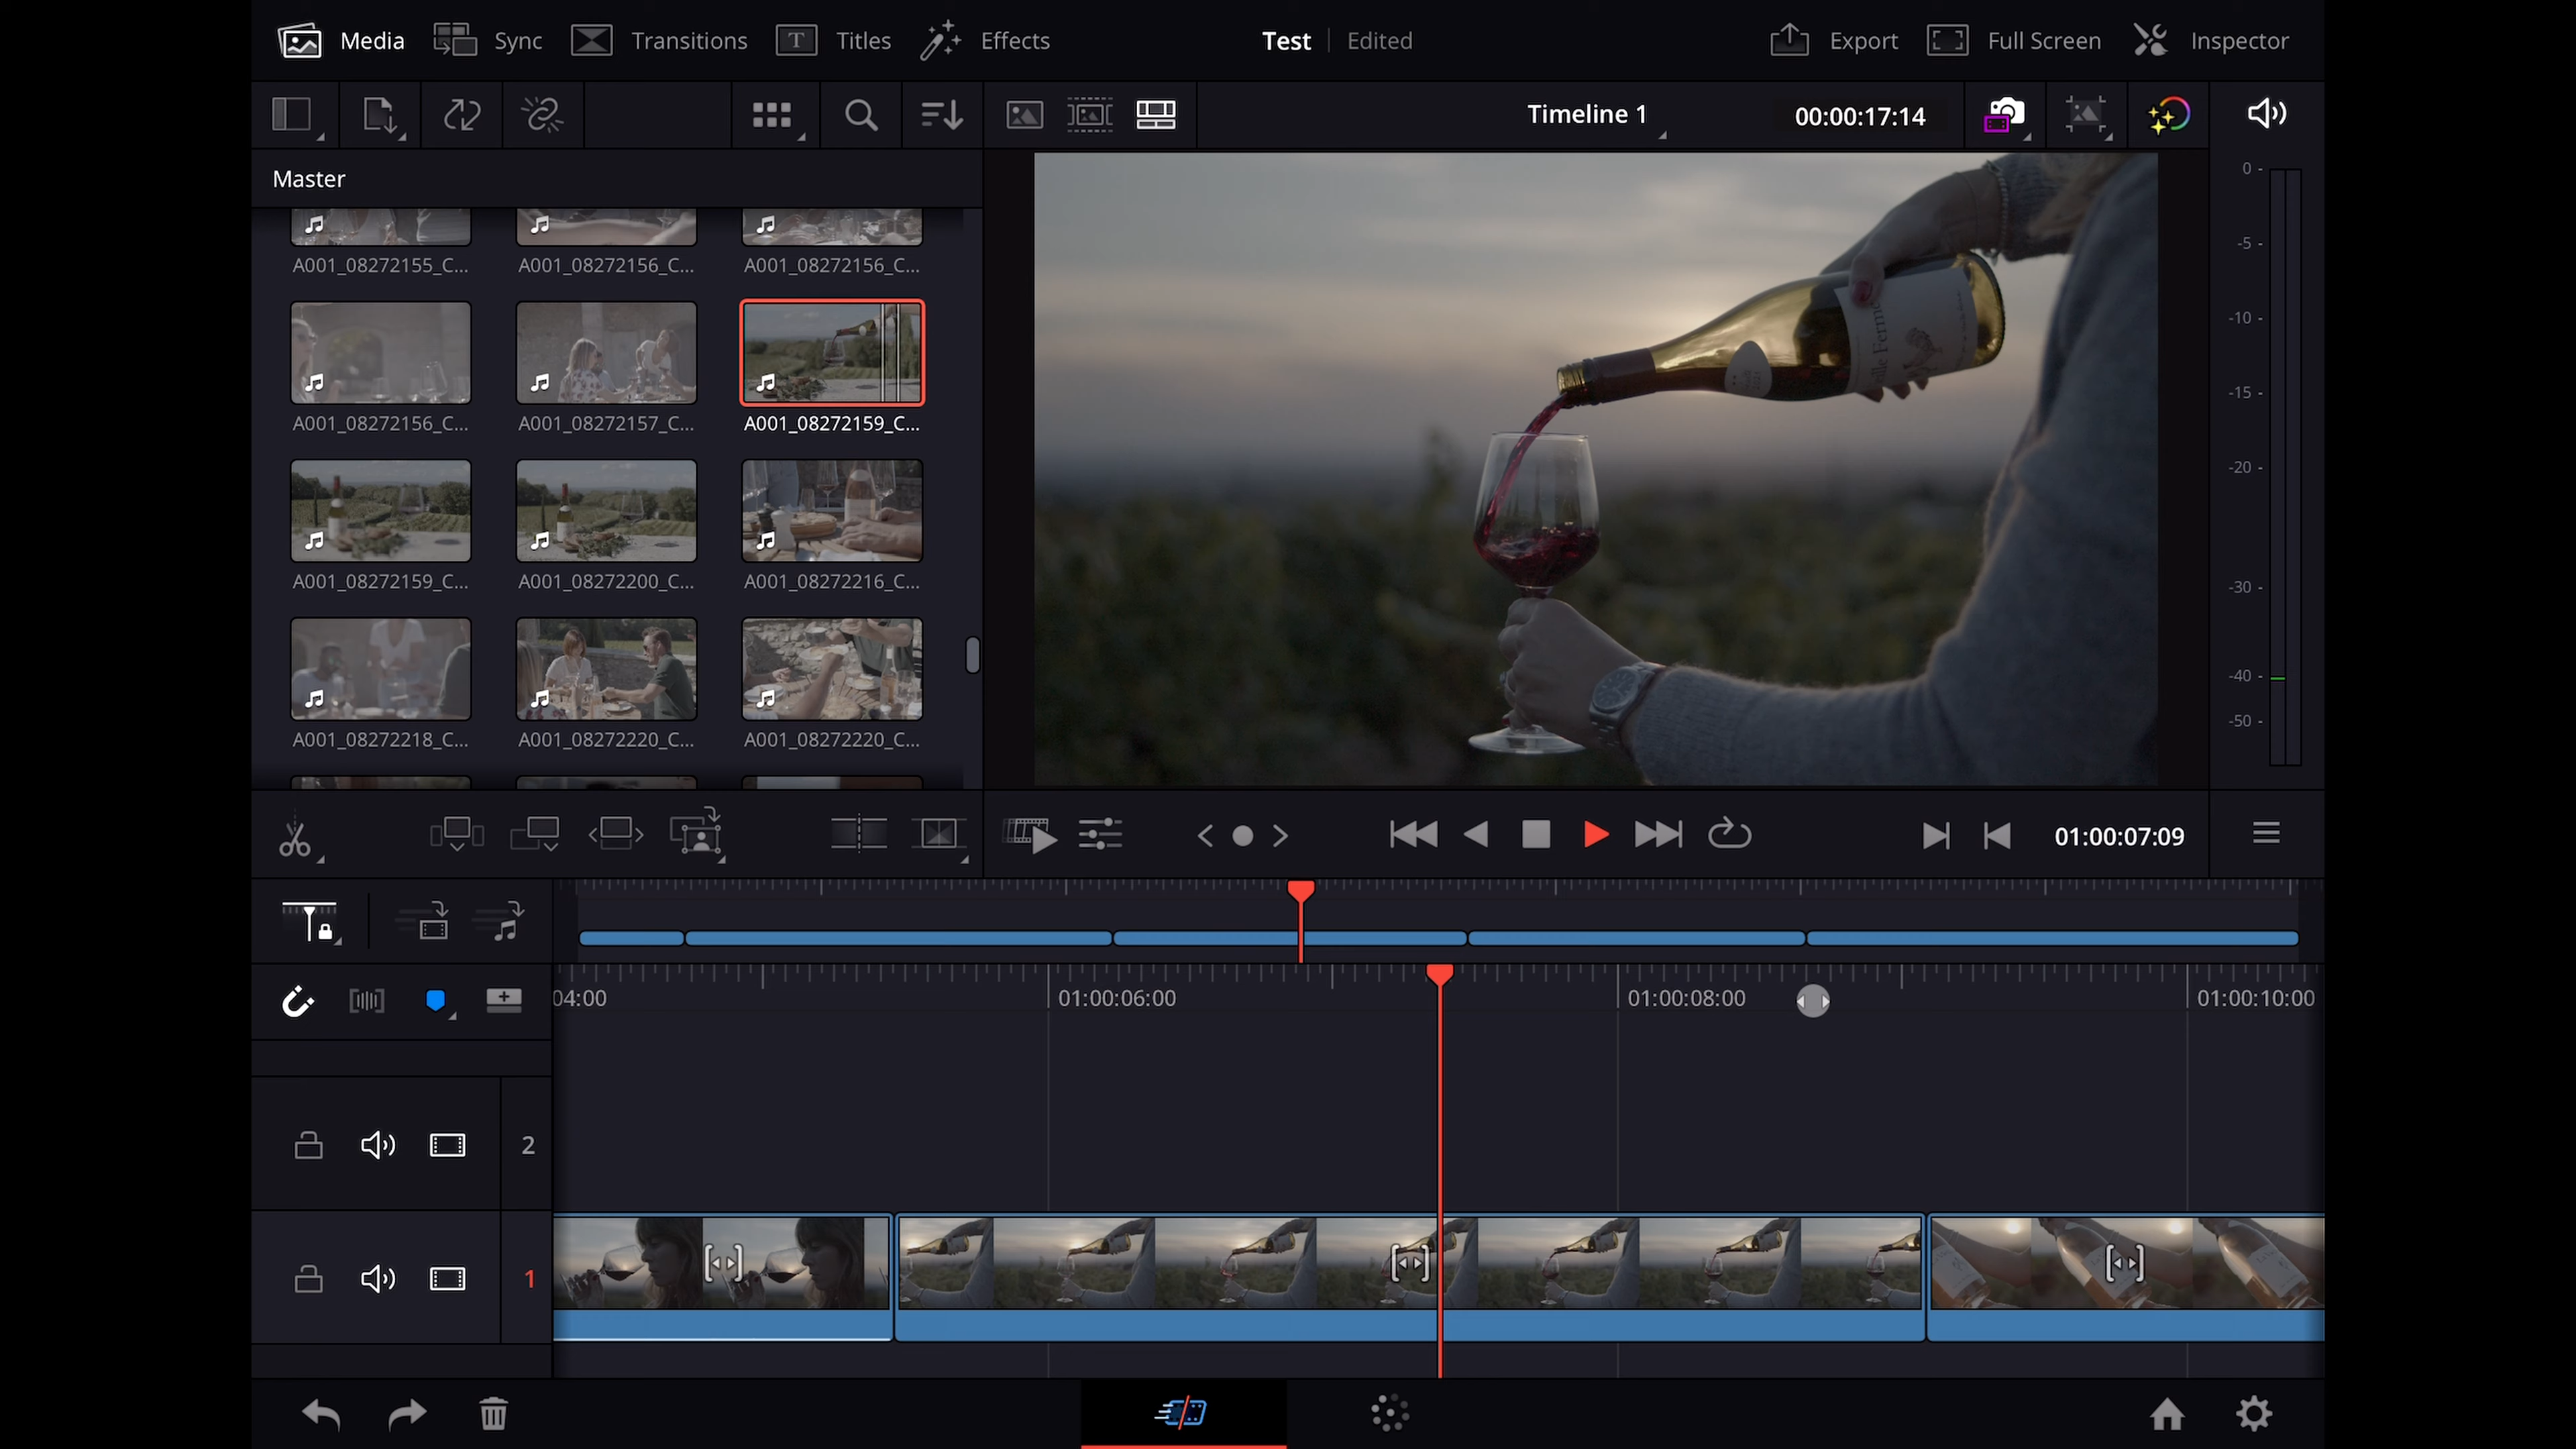 Media Sync Transitions Titles Effects Test Edited Export Full Screen Inspector
Timeline 1 00:00:17:14
Master
A001_08272155_C... A001_08272156_C... A001_08272156_C...
A001_08272156_C... A001_08272157_C... A001_08272159_C...
A001_08272159_C... A001_08272200_C... A001_08272216_C...
A001_08272218_C... A001_08272220_C... A001_08272220_C...
0 -
-5 -
-10 -
-15 -
-20 -
-30 -
-40 -
-50 -
01:00:07:09
04:00 01:00:06:00 01:00:08:00 01:00:10:00
2
1